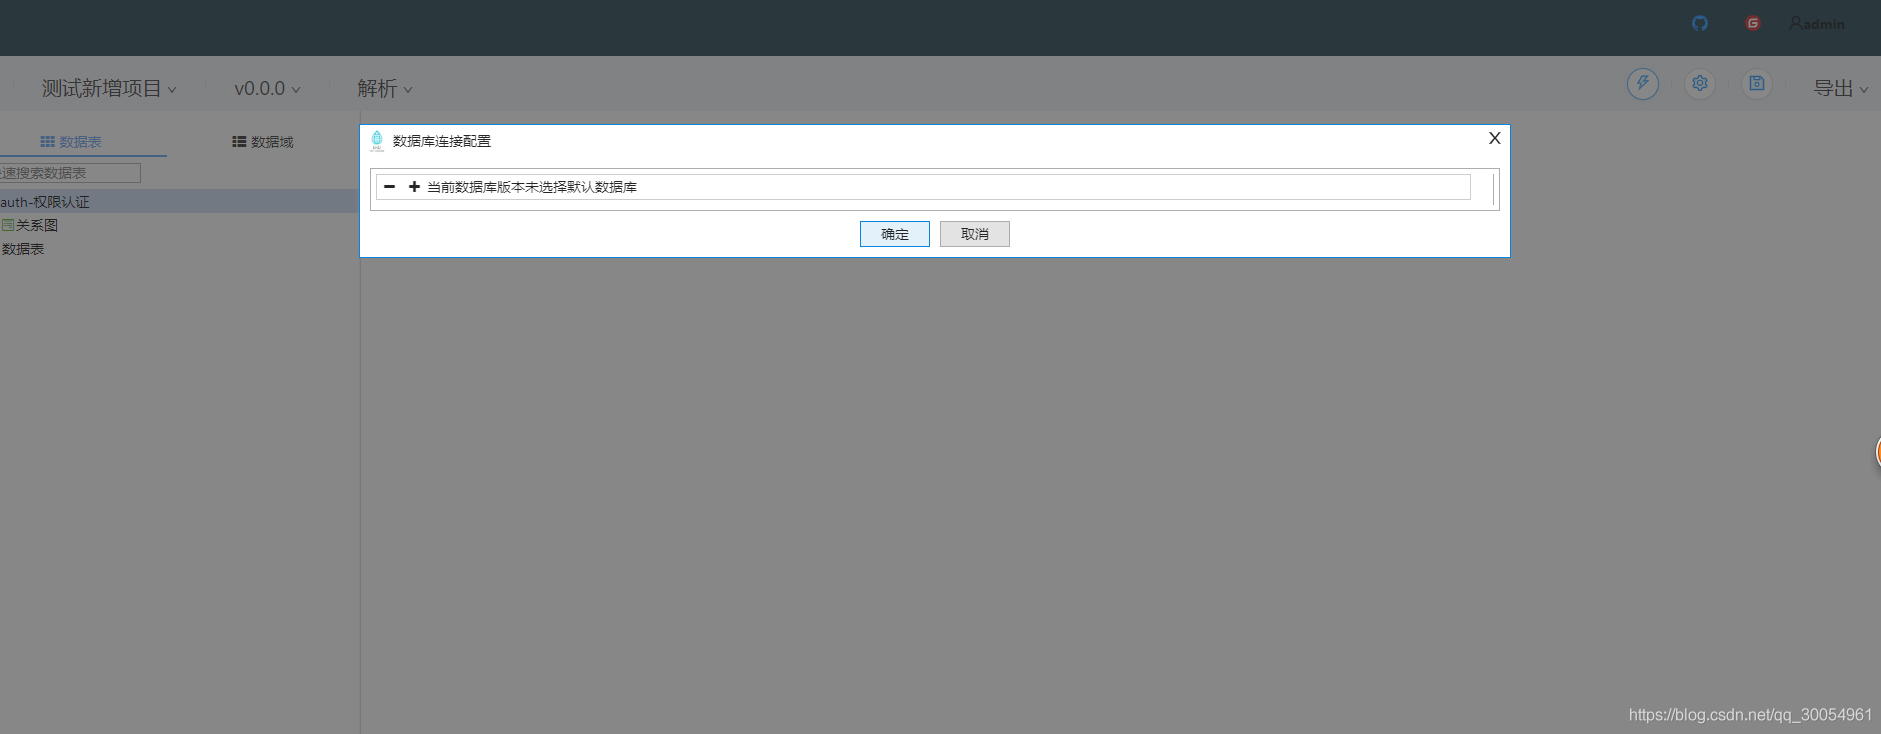 admin
测试新增项目 v0.0.0 解析 导出
数据表 数据域
速搜索数据表
auth-权限认证
关系图
数据表
数据库连接配置 X
当前数据库版本未选择默认数据库
确定 取消
https://blog.csdn.net/qq_30054961